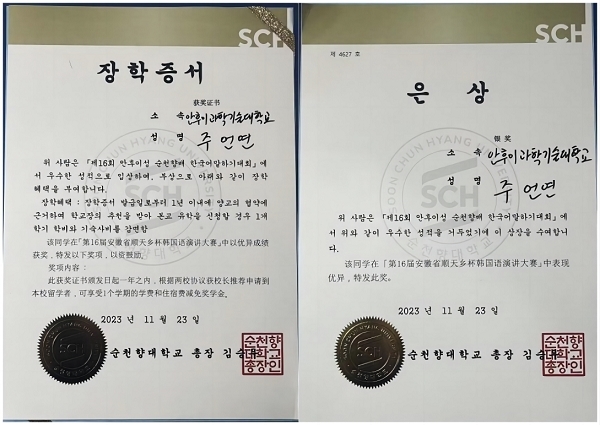 SCH
장 학 증 서
获奖证书
소 속 안후이과학기술대학교
성 명 주 언 연
위 사람은 「제16회 안후이성 순천향배 한국어말하기대회」에
서 우수한 성적으로 입상하여, 부상으로 아래와 같이 장학
혜택을 부여합니다.
장학혜택 : 장학증서 발급일로부터 1년 이내에 양교의 협약에
근거하여 학교장의 추천을 받아 본교 유학을 신청할 경우 1개
학기 학비와 기숙사비를 감면함
该同学在「第16届安徽省顺天乡杯韩国语演讲大赛」中以优异成绩
获奖，特发以下奖项，以资鼓励。
奖项内容：
此获奖证书颁发日起一年之内，根据两校协议获校长推荐申请到
本校留学者，可享受1个学期的学费和住宿费减免奖学金。
2023 년 11 월 23 일
순천향대학교 총장 김승
순천향
대학교
총장인
SCH
제 4627 호
은 상
银奖
소 속 안후이과학기술대학교
성 명 주 언 연
위 사람은 「제16회 안후이성 순천향배 한국어말하기대회」에
서 위와 같이 우수한 성적을 거두었기에 이 상장을 수여합니다.
该同学在「第16届安徽省顺天乡杯韩国语演讲大赛」中表现
优异，特发此奖。
2023 년 11 월 23 일
순천향대학교 총장 김승
순천향
대학교
총장인
SOON CHUN HYANG UNIVERSITY
SCH
순천향대학교